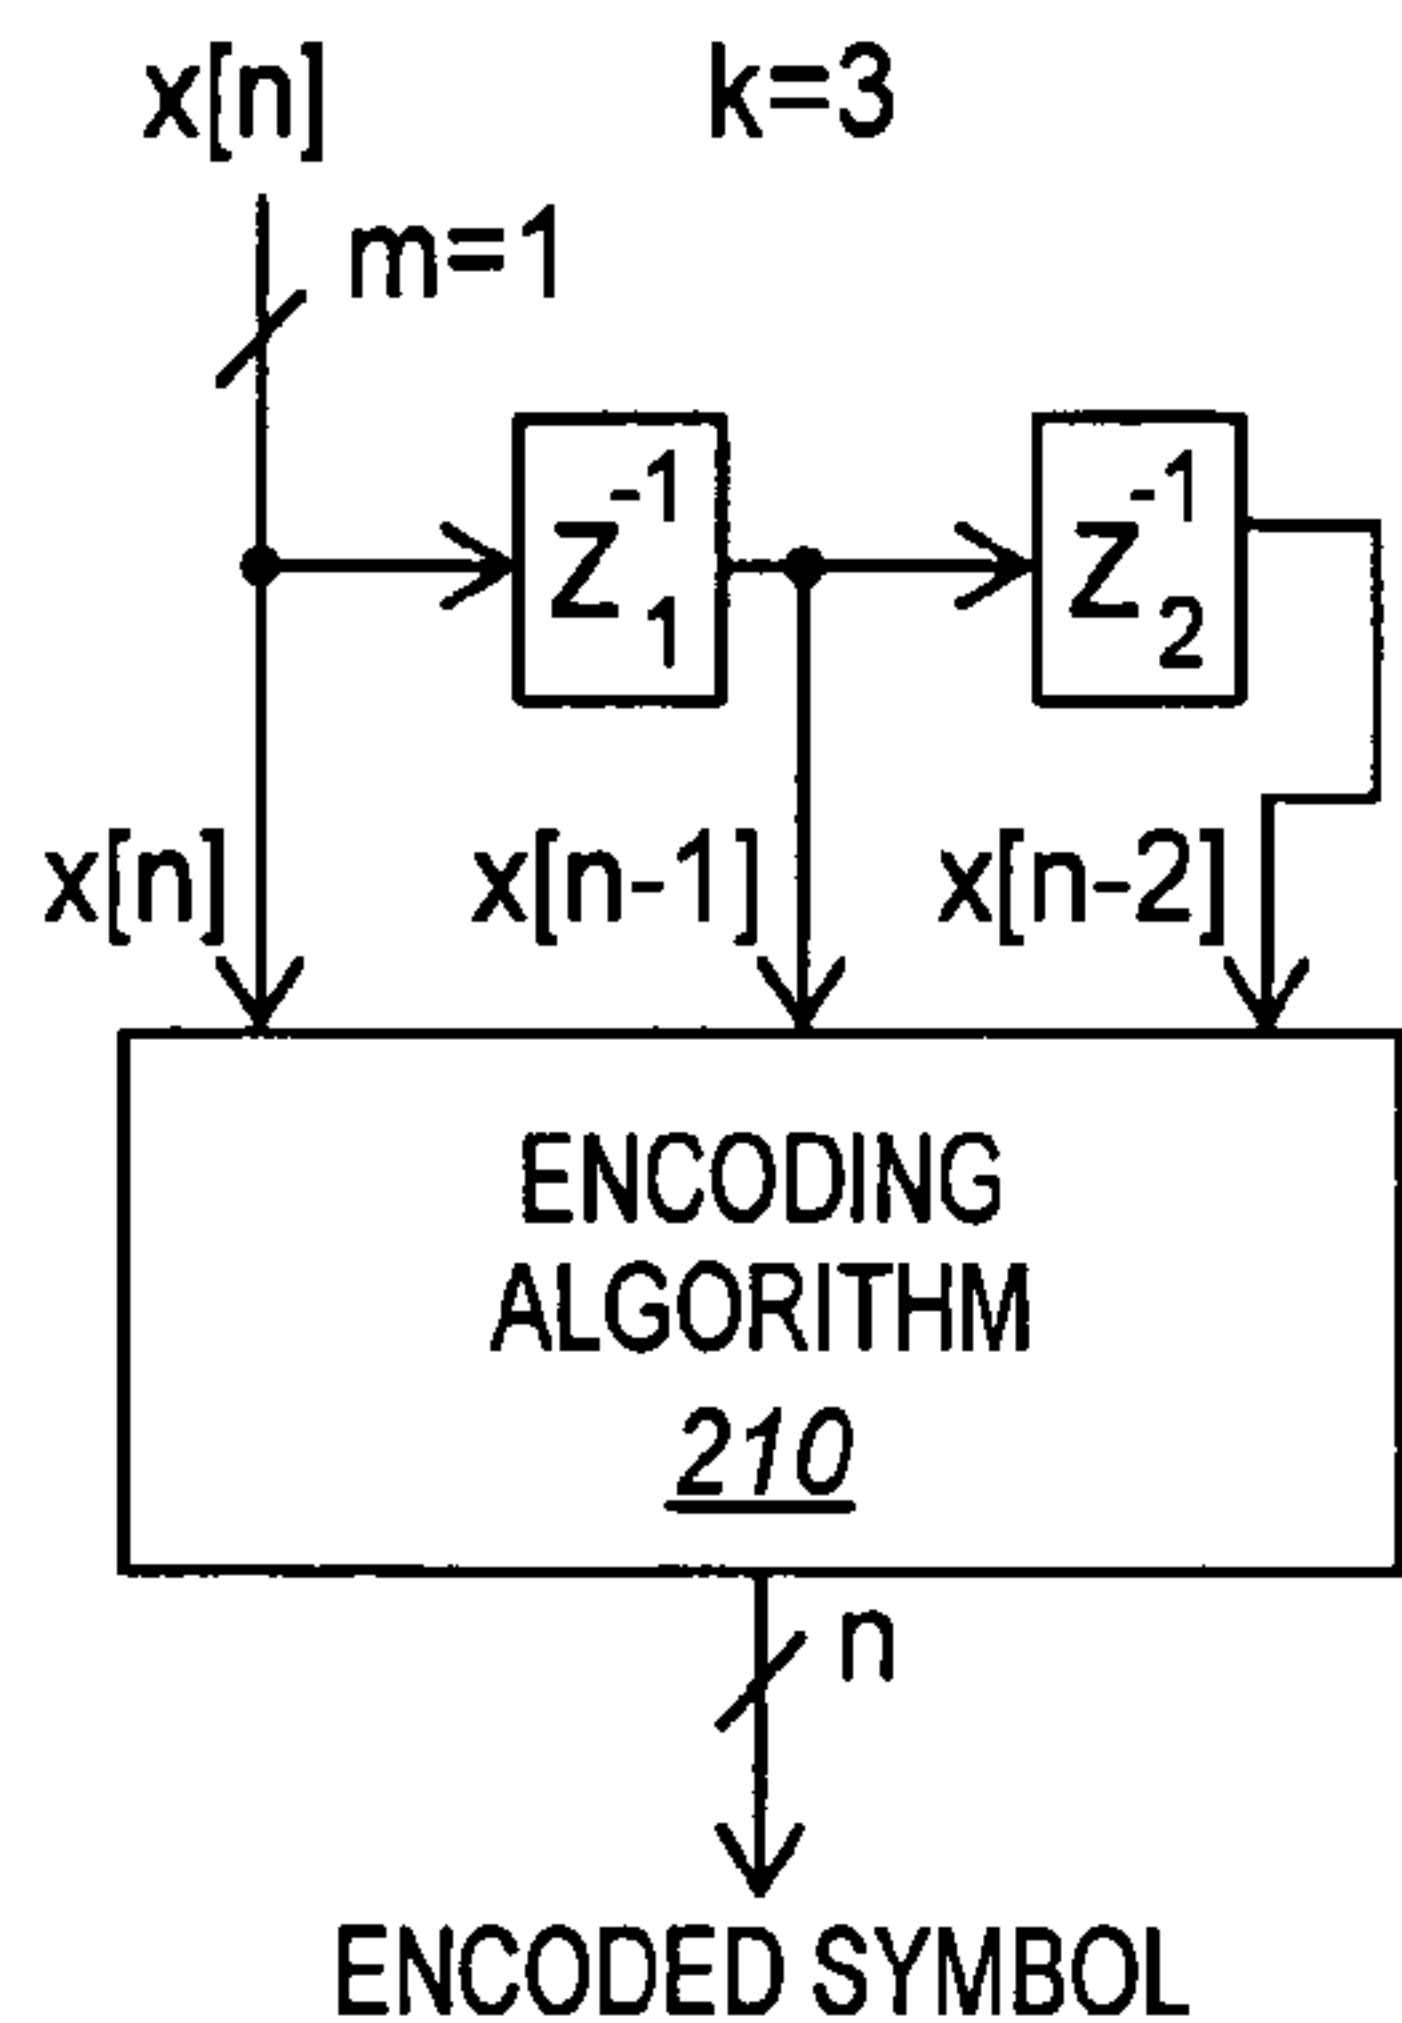 x[n] k=3
m=1
Z -1 1 Z -1 2
x[n] x[n-1] x[n-2]
ENCODING
ALGORITHM
210
n
ENCODED SYMBOL